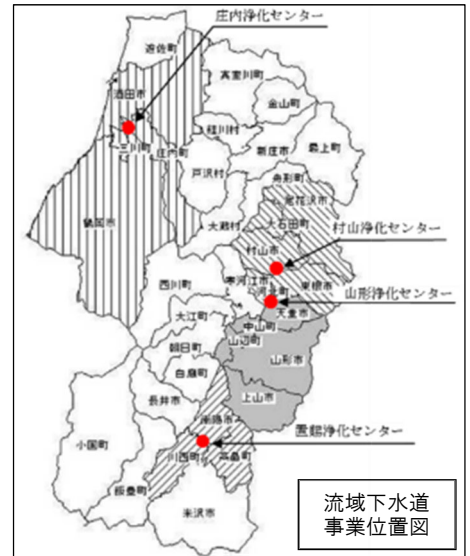 庄内浄化センター
遊佐町
真室川町
酒田市
金山町
鮭川村
三川町
庄内町
新庄市
最上町
戸沢村
舟形町
鶴岡市
尾花沢市
大蔵村
大石田町
村山浄化センター
村山市
西川町
寒河江市
河北町
東根市
山形浄化センター
大江町
天童市
中山町
朝日町
山辺町
山形市
白鷹町
上山市
長井市
南陽市
置賜浄化センター
小国町
川西町
高畠町
飯豊町
米沢市
流域下水道
事業位置図